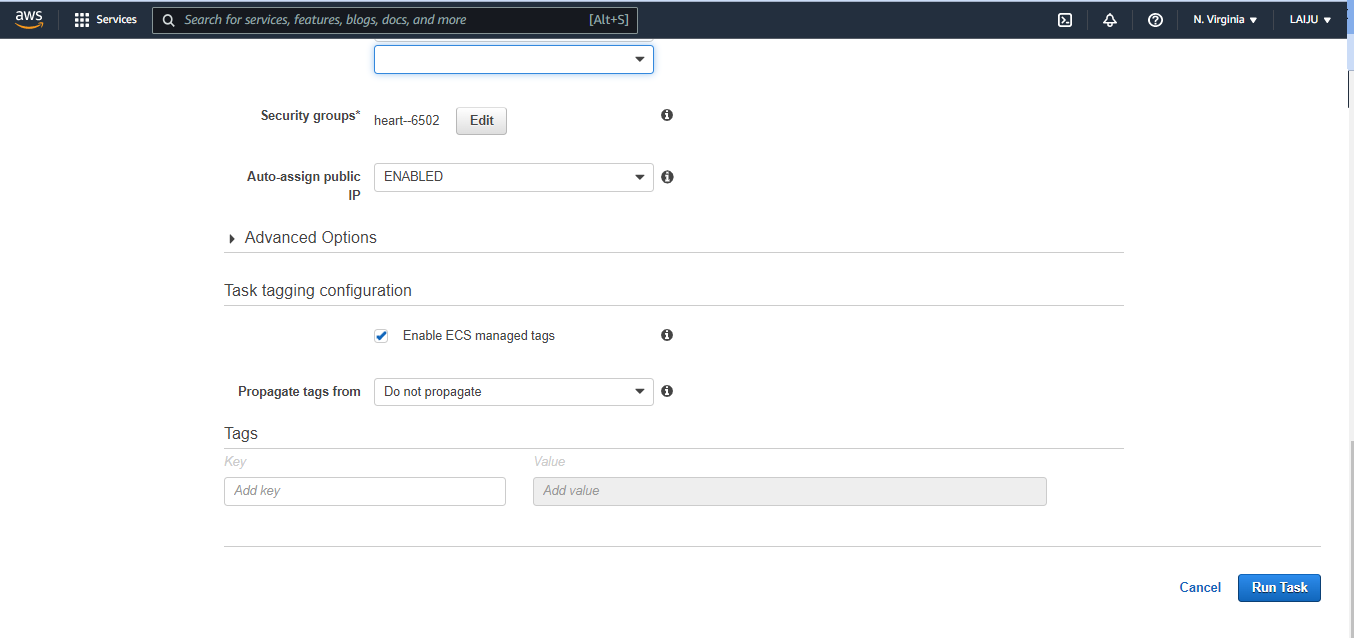 aws
Services
Search for services, features, blogs, docs, and more
[Alt+S]
N. Virginia
LAIJU
Security groups*
heart--6502
Edit
Auto-assign public
IP
ENABLED
Advanced Options
Task tagging configuration
Enable ECS managed tags
Propagate tags from
Do not propagate
Tags
Key
Value
Add key
Add value
Cancel
Run Task